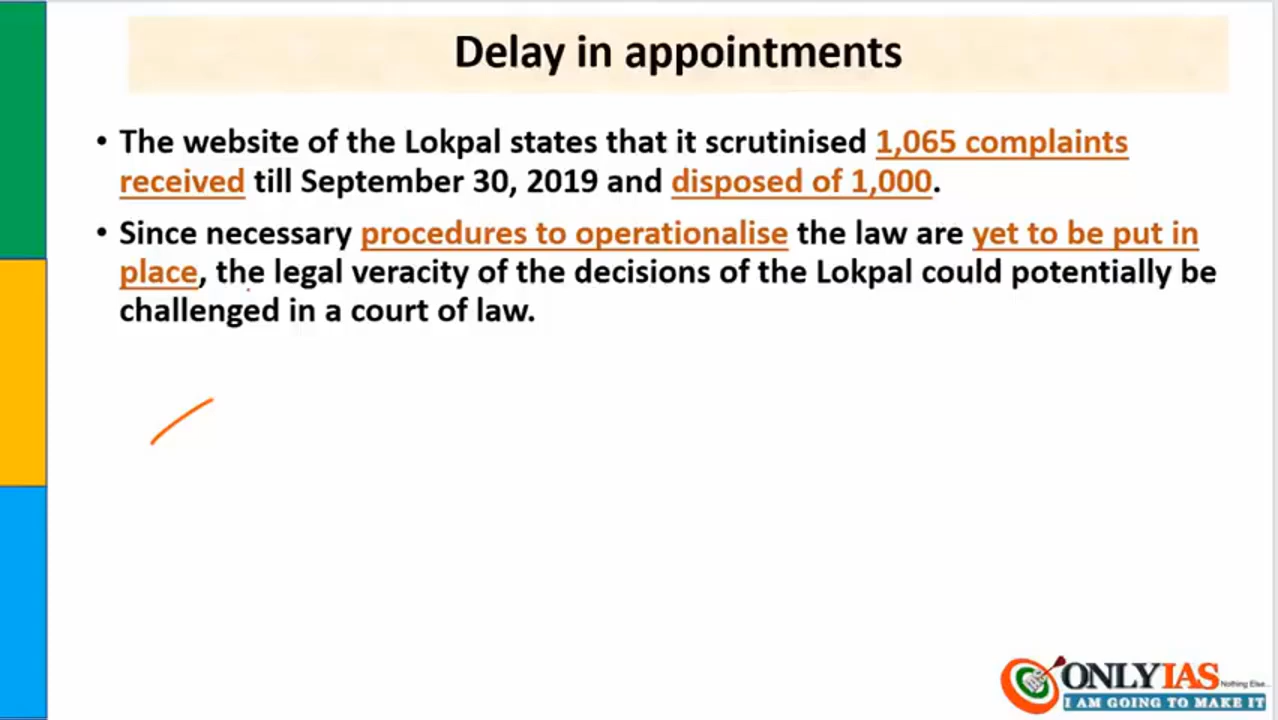 Delay in appointments
• The website of the Lokpal states that it scrutinised 1,065 complaints
received till September 30, 2019 and disposed of 1,000.
• Since necessary procedures to operationalise the law are yet to be put in
place, the legal veracity of the decisions of the Lokpal could potentially be
challenged in a court of law.
ONLYIAS
Nothing Else...
I AM GOING TO MAKE IT